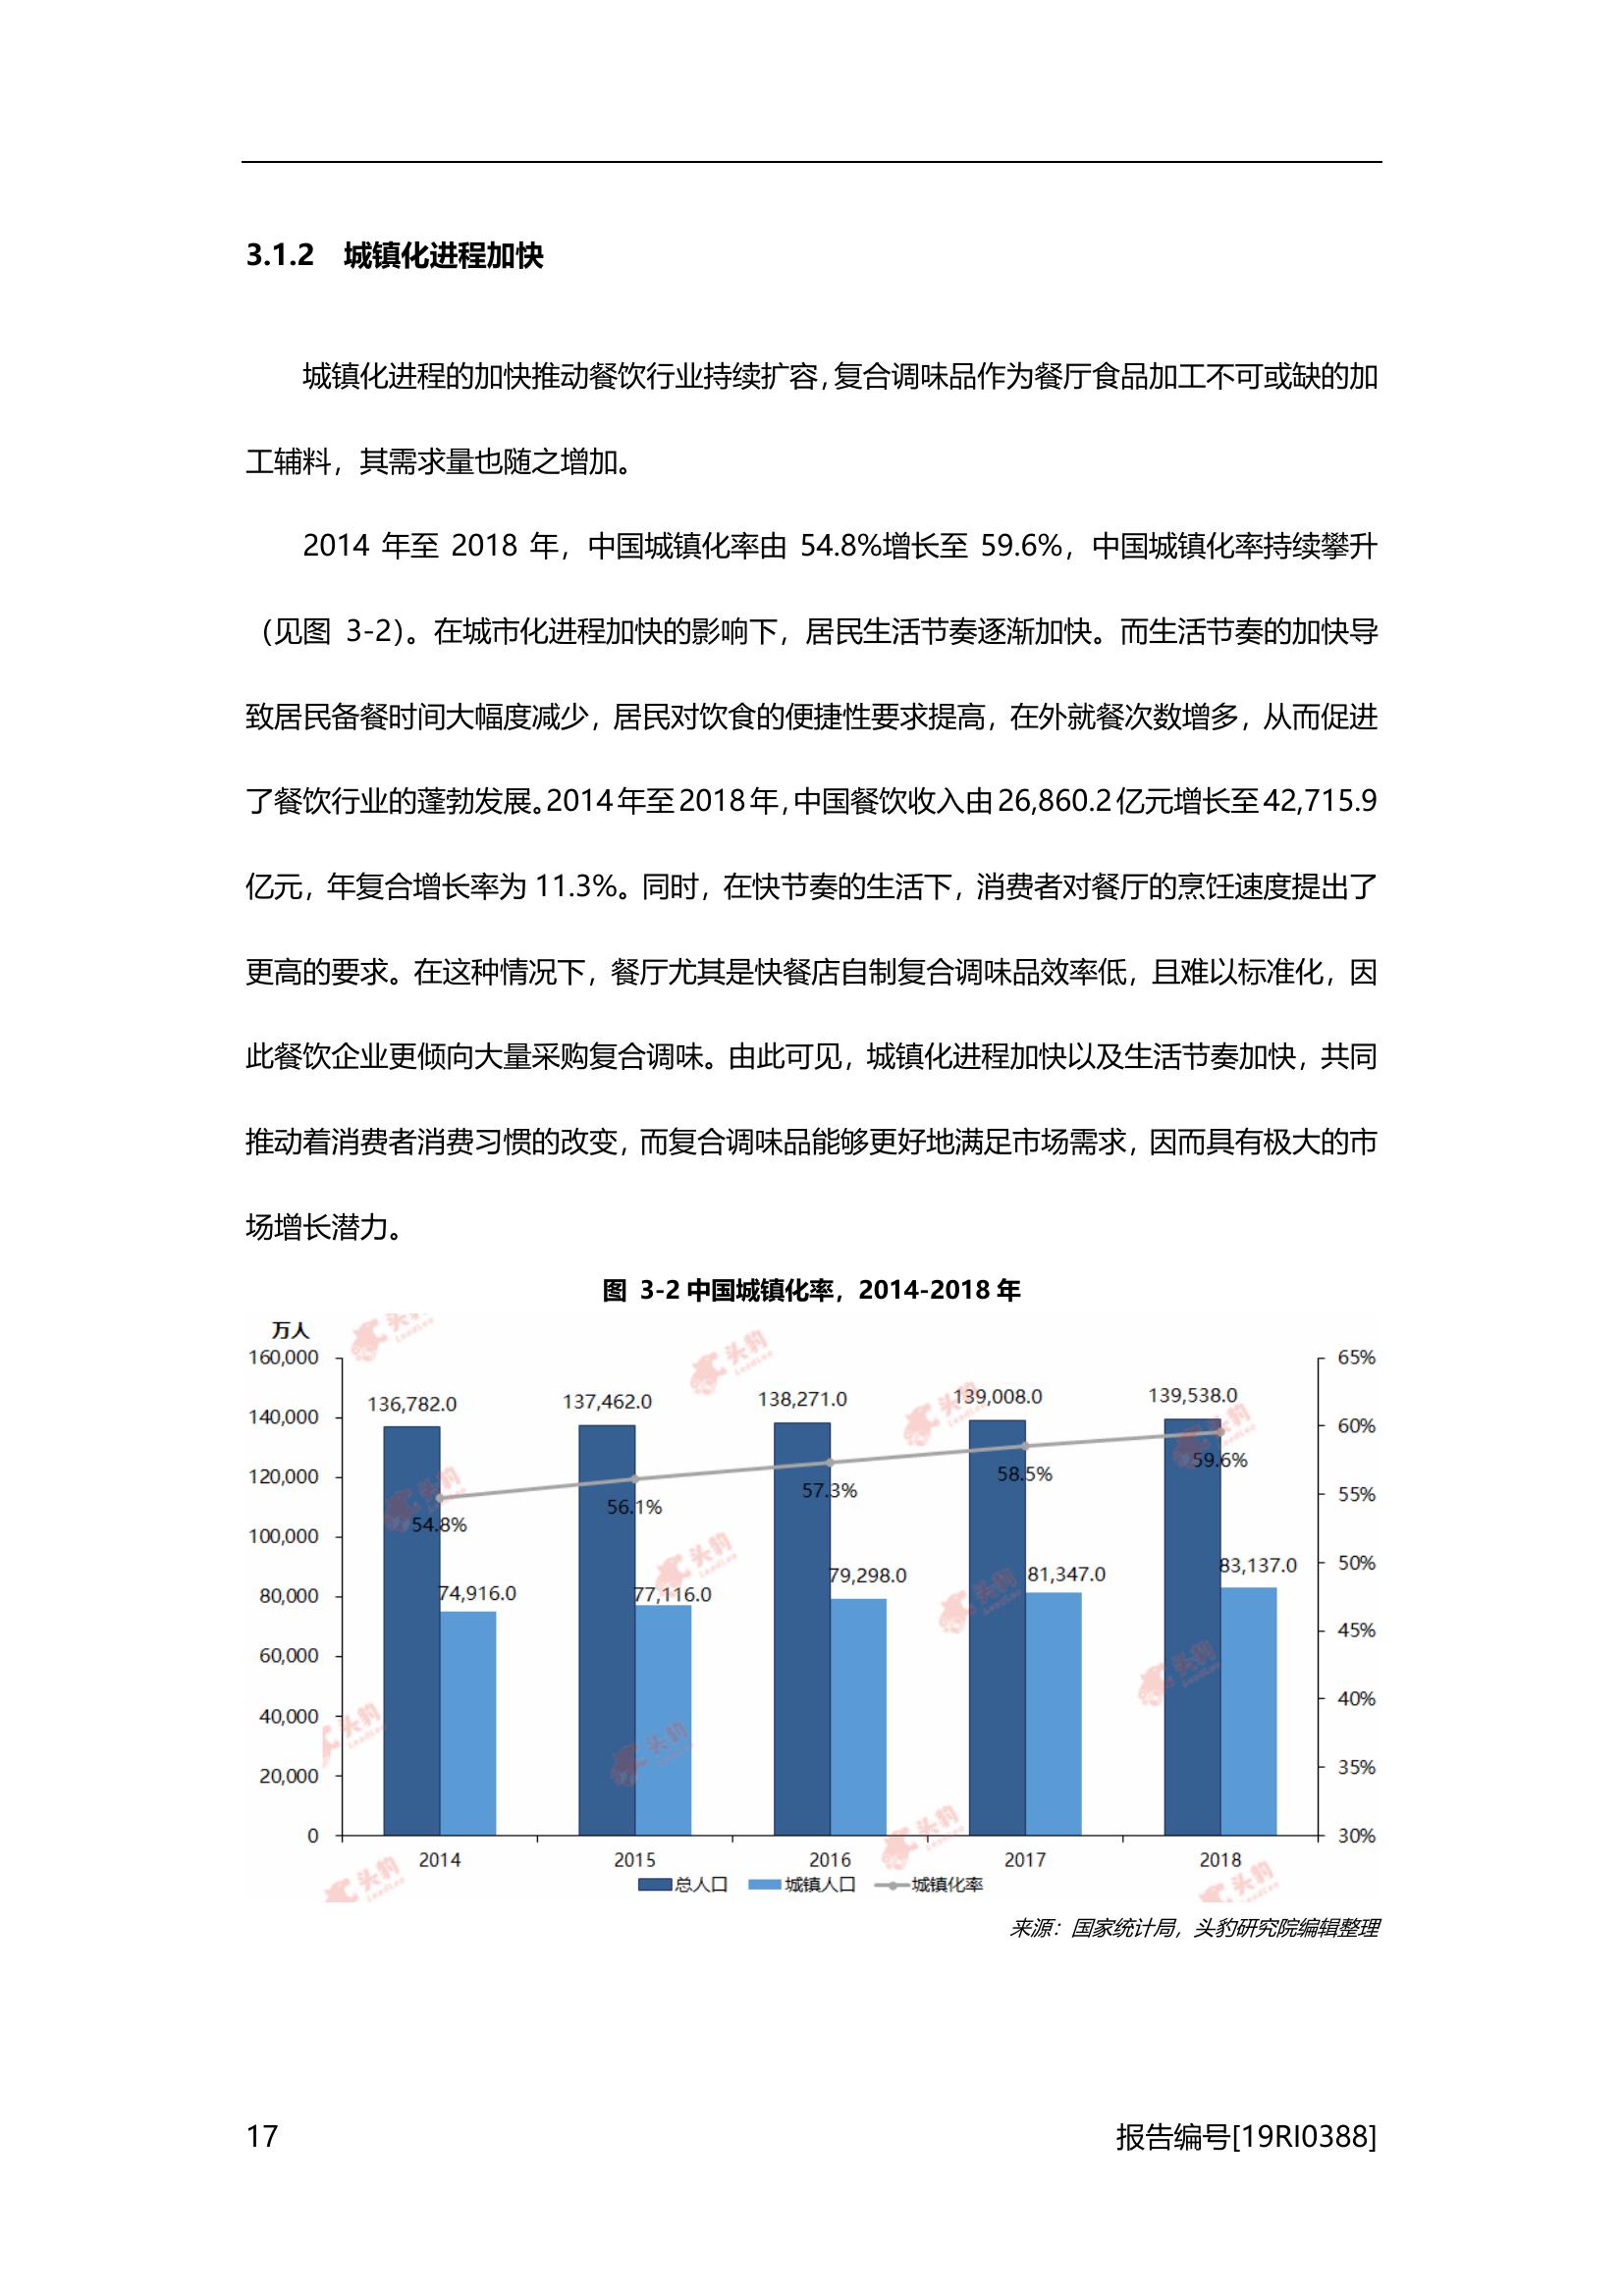 3.1.2 城镇化进程加快
城镇化进程的加快推动餐饮行业持续扩容，复合调味品作为餐厅食品加工不可或缺的加
工辅料，其需求量也随之增加。
2014 年至 2018 年，中国城镇化率由 54.8%增长至 59.6%，中国城镇化率持续攀升
（见图 3-2）。在城市化进程加快的影响下，居民生活节奏逐渐加快。而生活节奏的加快导
致居民备餐时间大幅度减少，居民对饮食的便捷性要求提高，在外就餐次数增多，从而促进
了餐饮行业的蓬勃发展。2014 年至 2018 年，中国餐饮收入由 26,860.2 亿元增长至 42,715.9
亿元，年复合增长率为 11.3%。同时，在快节奏的生活下，消费者对餐厅的烹饪速度提出了
更高的要求。在这种情况下，餐厅尤其是快餐店自制复合调味品效率低，且难以标准化，因
此餐饮企业更倾向大量采购复合调味。由此可见，城镇化进程加快以及生活节奏加快，共同
推动着消费者消费习惯的改变，而复合调味品能够更好地满足市场需求，因而具有极大的市
场增长潜力。
图 3-2 中国城镇化率，2014-2018 年
万人
160,000 65%
136,782.0 137,462.0 138,271.0 139,008.0 139,538.0
140,000 60%
120,000 55%
54.8% 56.1% 57.3% 58.5% 59.6%
100,000 50%
74,916.0 77,116.0 79,298.0 81,347.0 83,137.0
80,000 45%
60,000 40%
40,000 35%
20,000
0 30%
2014 2015 2016 2017 2018
总人口 城镇人口 城镇化率
头豹 LeadLeo
来源：国家统计局，头豹研究院编辑整理
17 报告编号[19RI0388]